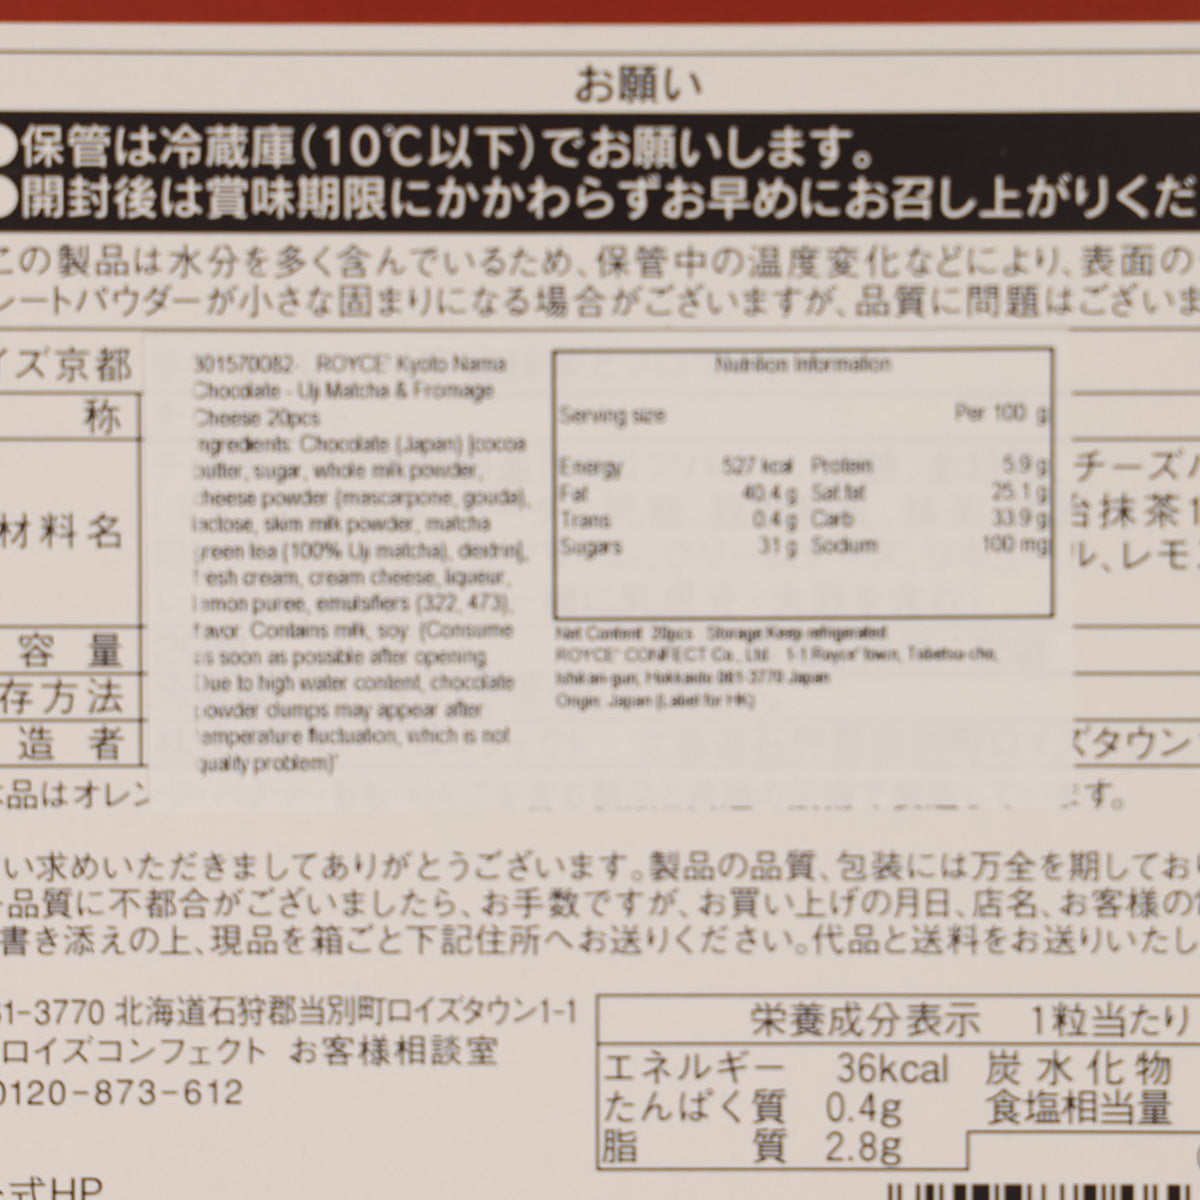 お願い
●保管は冷蔵庫(10℃以下)でお願いします。
●開封後は賞味期限にかかわらずお早めにお召し上がりくだ
この製品は水分を多く含んでいるため、保管中の温度変化などにより、表面の
レートパウダーが小さな固まりになる場合がございますが、品質に問題はございま
イズ京都
称
材料名
容量
存方法
造者
301570082- ROYCE' Kyoto Nama
Chocolate - Uji Matcha & Fromage
Cheese 20pcs
ngredients: Chocolate (Japan) [cocoa
butter, sugar, whole milk powder,
cheese powder (mascarpone, gouda),
lactose, skim milk powder, matcha
green tea (100% Uji matcha), dextrin],
fresh cream, cream cheese, liqueur,
lemon puree, emulsifiers (322, 473),
flavor. Contains milk, soy. (Consume
as soon as possible after opening
Due to high water content, chocolate
powder clumps may appear after
temperature fluctuation, which is not
quality problem)'
Nutrition Information
Serving size Per 100 g
Energy 527 kcal Protein 5.9 g
Fat 40.4 g Sat.fat 25.1 g
Trans 0.4 g Carb 33.9 g
Sugars 31 g Sodium 100 mg
Net Content: 20pcs Storage:Keep refrigerated
ROYCE' CONFECT Co., Ltd. 1-1 Royce' town, Tobetsu-cho,
Ishikari-gun, Hokkaido 061-3770 Japan
Origin: Japan (Label for HK)
チーズパ
台抹茶1
ル、レモ
ズタウン
本品はオレン
ます。
い求めいただきましてありがとうございます。製品の品質、包装には万全を期してお
品質に不都合がございましたら、お手数ですが、お買い上げの月日、店名、お客様の
書き添えの上、現品を箱ごと下記住所へお送りください。代品と送料をお送りいたし
61-3770 北海道石狩郡当別町ロイズタウン1-1
ロイズコンフェクト お客様相談室
0120-873-612
式HP
栄養成分表示 1粒当たり
エネルギー 36kcal 炭水化物
たんぱく質 0.4g 食塩相当量
脂質 2.8g